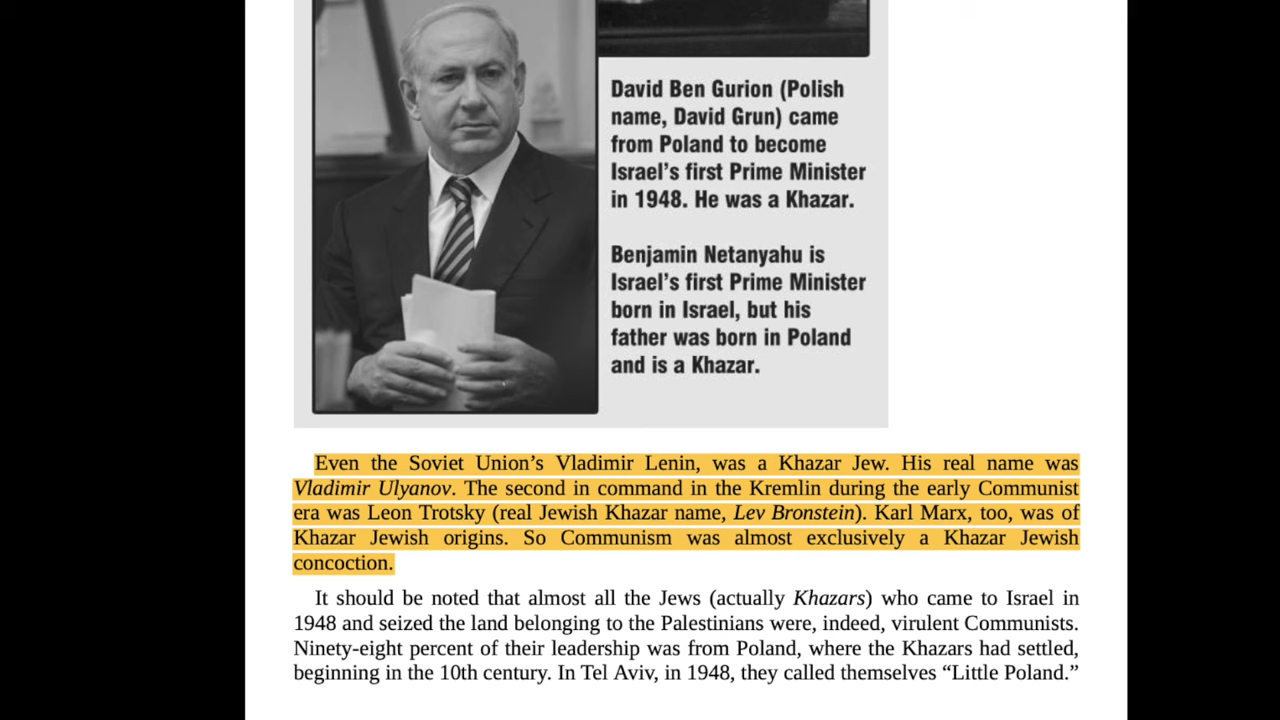 David Ben Gurion (Polish
name, David Grun) came
from Poland to become
Israel’s first Prime Minister
in 1948. He was a Khazar.
Benjamin Netanyahu is
Israel’s first Prime Minister
born in Israel, but his
father was born in Poland
and is a Khazar.
Even the Soviet Union’s Vladimir Lenin, was a Khazar Jew. His real name was
Vladimir Ulyanov. The second in command in the Kremlin during the early Communist
era was Leon Trotsky (real Jewish Khazar name, Lev Bronstein). Karl Marx, too, was of
Khazar Jewish origins. So Communism was almost exclusively a Khazar Jewish
concoction.
It should be noted that almost all the Jews (actually Khazars) who came to Israel in
1948 and seized the land belonging to the Palestinians were, indeed, virulent Communists.
Ninety-eight percent of their leadership was from Poland, where the Khazars had settled,
beginning in the 10th century. In Tel Aviv, in 1948, they called themselves “Little Poland.”